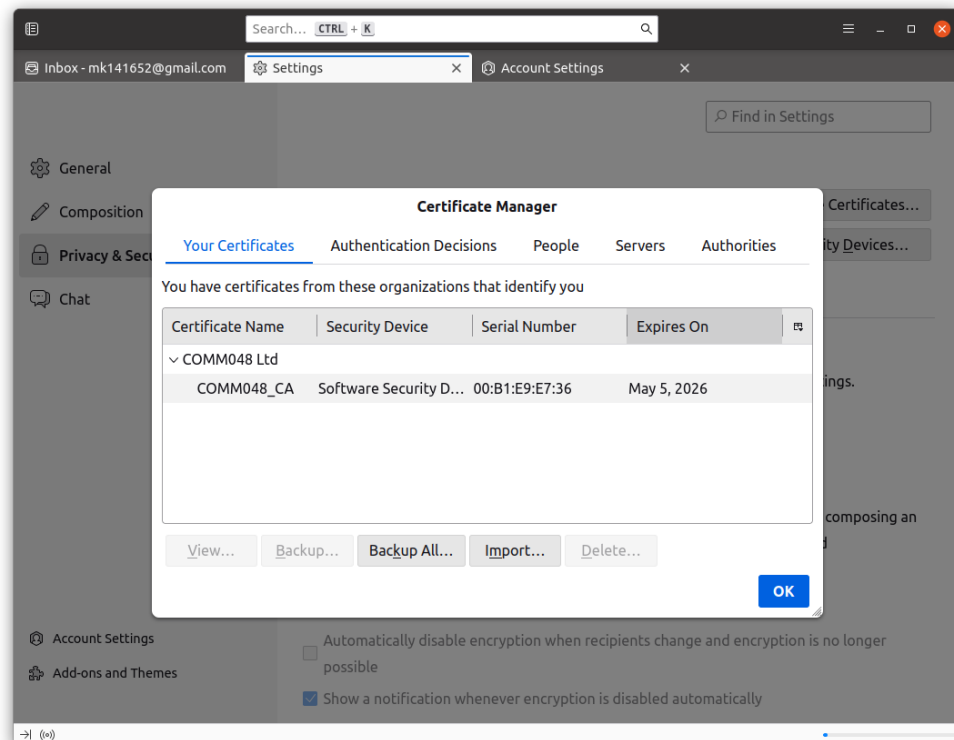 Search... CTRL + K
Inbox - mk141652@gmail.com
Settings
Account Settings
Find in Settings
General
Composition
Privacy & Secu
Chat
Certificates...
ity Devices...
Certificate Manager
Your Certificates Authentication Decisions People Servers Authorities
You have certificates from these organizations that identify you
Certificate Name Security Device Serial Number Expires On
COMM048 Ltd
COMM048_CA Software Security D... 00:B1:E9:E7:36 May 5, 2026
ings.
composing an
View... Backup... Backup All... Import... Delete...
OK
Account Settings
Add-ons and Themes
Automatically disable encryption when recipients change and encryption is no longer
possible
Show a notification whenever encryption is disabled automatically